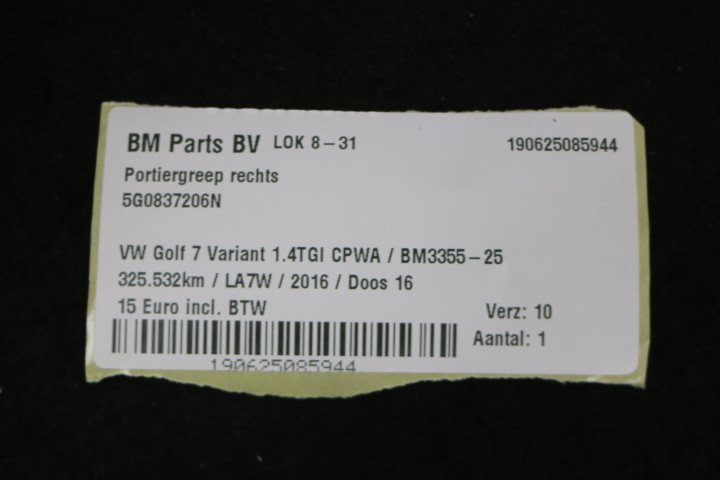 BM Parts BV LOK 8-31 190625085944
Portiergreep rechts
5G0837206N
VW Golf 7 Variant 1.4TGI CPWA / BM3355-25
325.532km / LA7W / 2016 / Doos 16
15 Euro incl. BTW Verz: 10
Aantal: 1
190625085944